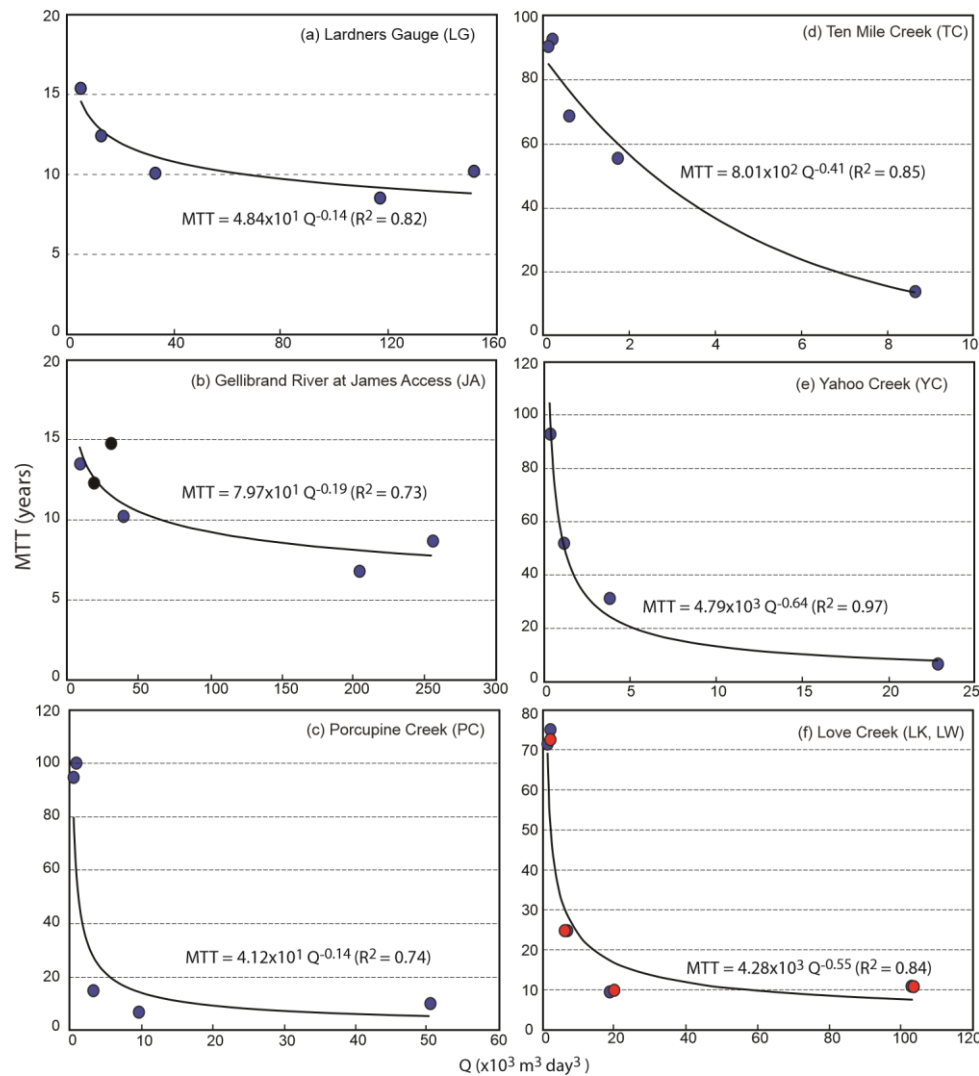 (a) Lardners Gauge (LG)
20
15
10
5
0
MTT = 4.84x10¹ Q⁻⁰·¹⁴ (R² = 0.82)
0 40 80 120 160
(b) Gellibrand River at James Access (JA)
20
15
10
5
0
MTT = 7.97x10¹ Q⁻⁰·¹⁹ (R² = 0.73)
0 50 100 150 200 250 300
(c) Porcupine Creek (PC)
120
100
80
60
40
20
0
MTT = 4.12x10¹ Q⁻⁰·¹⁴ (R² = 0.74)
0 10 20 30 40 50 60
(d) Ten Mile Creek (TC)
100
80
60
40
20
0
MTT = 8.01x10² Q⁻⁰·⁴¹ (R² = 0.85)
0 2 4 6 8 10
(e) Yahoo Creek (YC)
120
100
80
60
40
20
0
MTT = 4.79x10³ Q⁻⁰·⁶⁴ (R² = 0.97)
0 5 10 15 20 25
(f) Love Creek (LK, LW)
80
70
60
50
40
30
20
10
0
MTT = 4.28x10³ Q⁻⁰·⁵⁵ (R² = 0.84)
0 20 40 60 80 100 120
MTT (years)
Q (x10³ m³ day³)